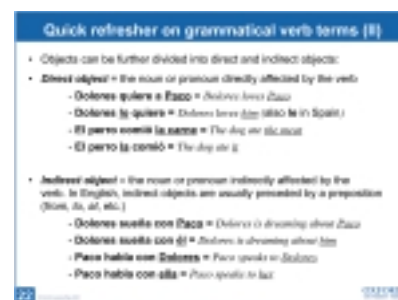 Quick refresher on grammatical verb terms (II)
• Objects can be further divided into direct and indirect objects:
• Direct object = the noun or pronoun directly affected by the verb
- Dolores quiere a Paco = Dolores loves Paco
- Dolores le quiere = Dolores loves him (also le in Spain)
- El perro comió la carne = The dog ate the meat
- El perro la comió = The dog ate it
• Indirect object = the noun or pronoun indirectly affected by the
verb. In English, indirect objects are usually preceded by a preposition
(from, to, at, etc.)
- Dolores sueña con Paco = Dolores is dreaming about Paco
- Dolores sueña con él = Dolores is dreaming about him
- Paco habla con Dolores = Paco speaks to Dolores
- Paco habla con ella = Paco speaks to her
22
OXFORD